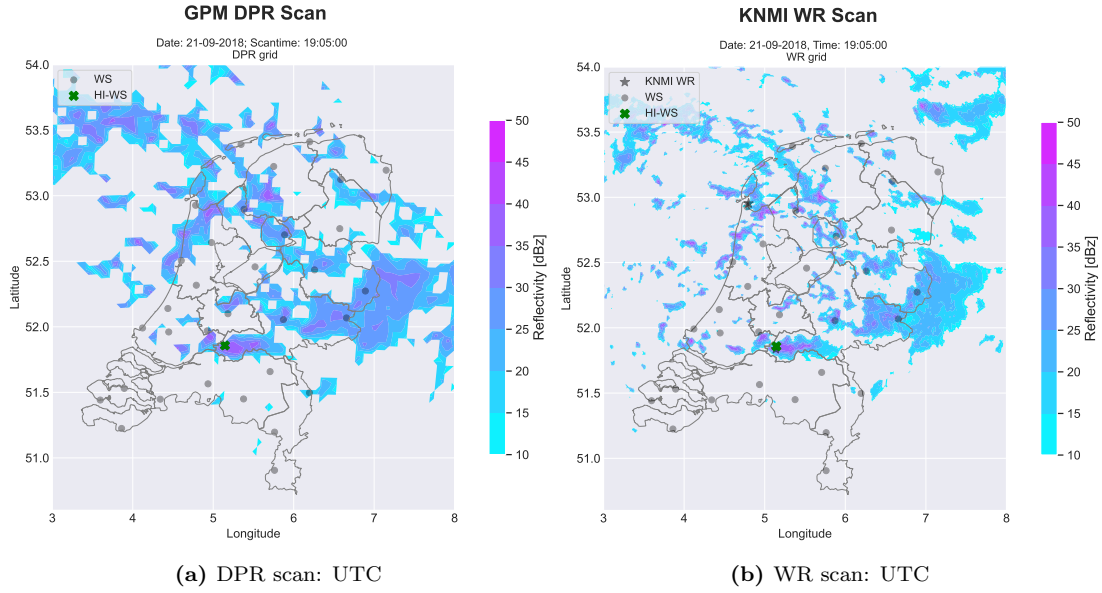 GPM DPR Scan
Date: 21-09-2018; Scantime: 19:05:00
DPR grid
WS
HI-WS
54.0
53.5
53.0
52.5
52.0
51.5
51.0
Latitude
3
4
5
6
7
8
Longitude
50
45
40
35
30
25
20
15
10
Reflectivity [dBz]
(a) DPR scan: UTC
KNMI WR Scan
Date: 21-09-2018, Time: 19:05:00
WR grid
KNMI WR
WS
HI-WS
54.0
53.5
53.0
52.5
52.0
51.5
51.0
Latitude
3
4
5
6
7
8
Longitude
50
45
40
35
30
25
20
15
10
Reflectivity [dBz]
(b) WR scan: UTC